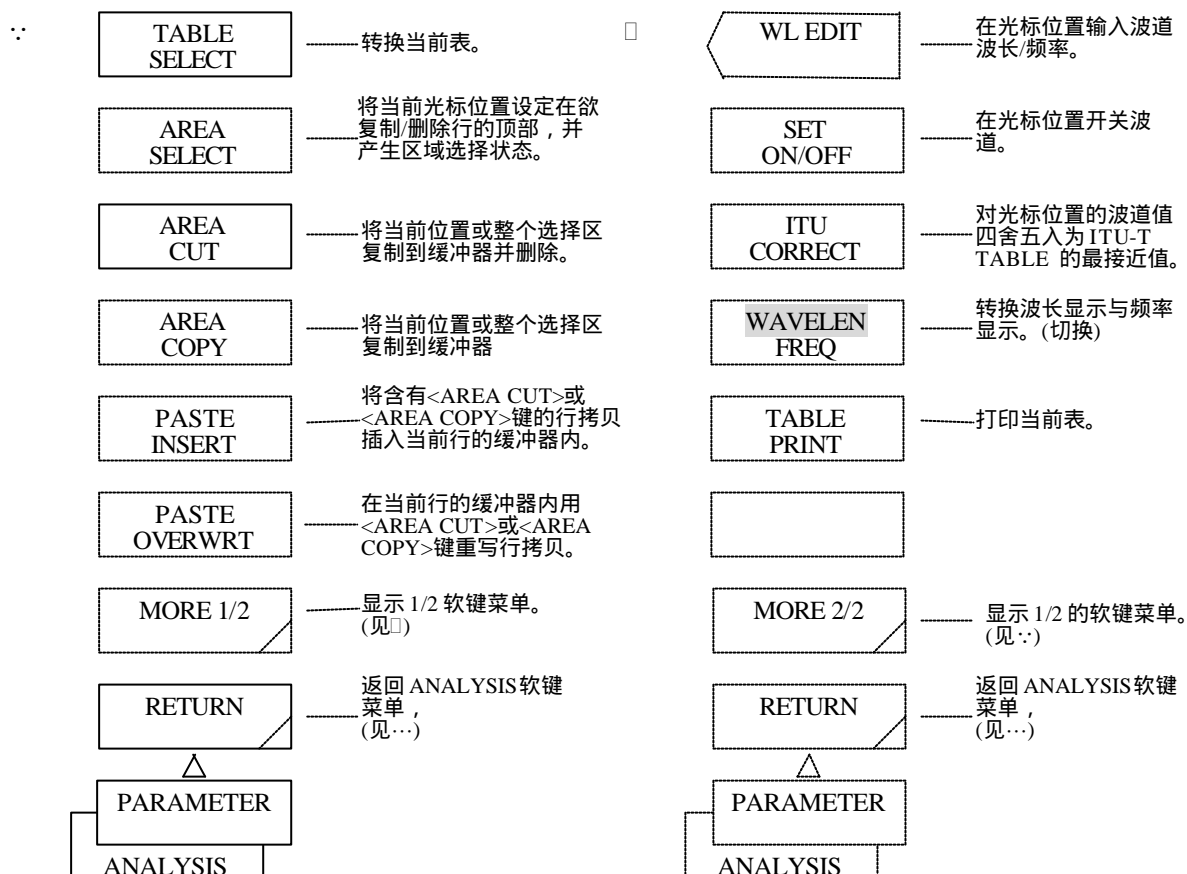 ∵
TABLE
SELECT
转换当前表。
AREA
SELECT
将当前光标位置设定在欲
复制/删除行的顶部，并
产生区域选择状态。
AREA
CUT
将当前位置或整个选择区
复制到缓冲器并删除。
AREA
COPY
将当前位置或整个选择区
复制到缓冲器
PASTE
INSERT
将含有<AREA CUT>或
<AREA COPY>键的行拷贝
插入当前行的缓冲器内。
PASTE
OVERWRT
在当前行的缓冲器内用
<AREA CUT>或<AREA
COPY>键重写行拷贝。
MORE 1/2
显示 1/2 软键菜单。
(见□)
RETURN
返回 ANALYSIS 软键
菜单，
(见…)
PARAMETER
ANALYSIS
□
WL EDIT
在光标位置输入波道
波长/频率。
SET
ON/OFF
在光标位置开关波
道。
ITU
CORRECT
对光标位置的波道值
四舍五入为 ITU-T
TABLE 的最接近值。
WAVELEN
FREQ
转换波长显示与频率
显示。(切换)
TABLE
PRINT
打印当前表。
MORE 2/2
显示 1/2 的软键菜单。
(见∵)
RETURN
返回 ANALYSIS 软键
菜单，
(见…)
PARAMETER
ANALYSIS